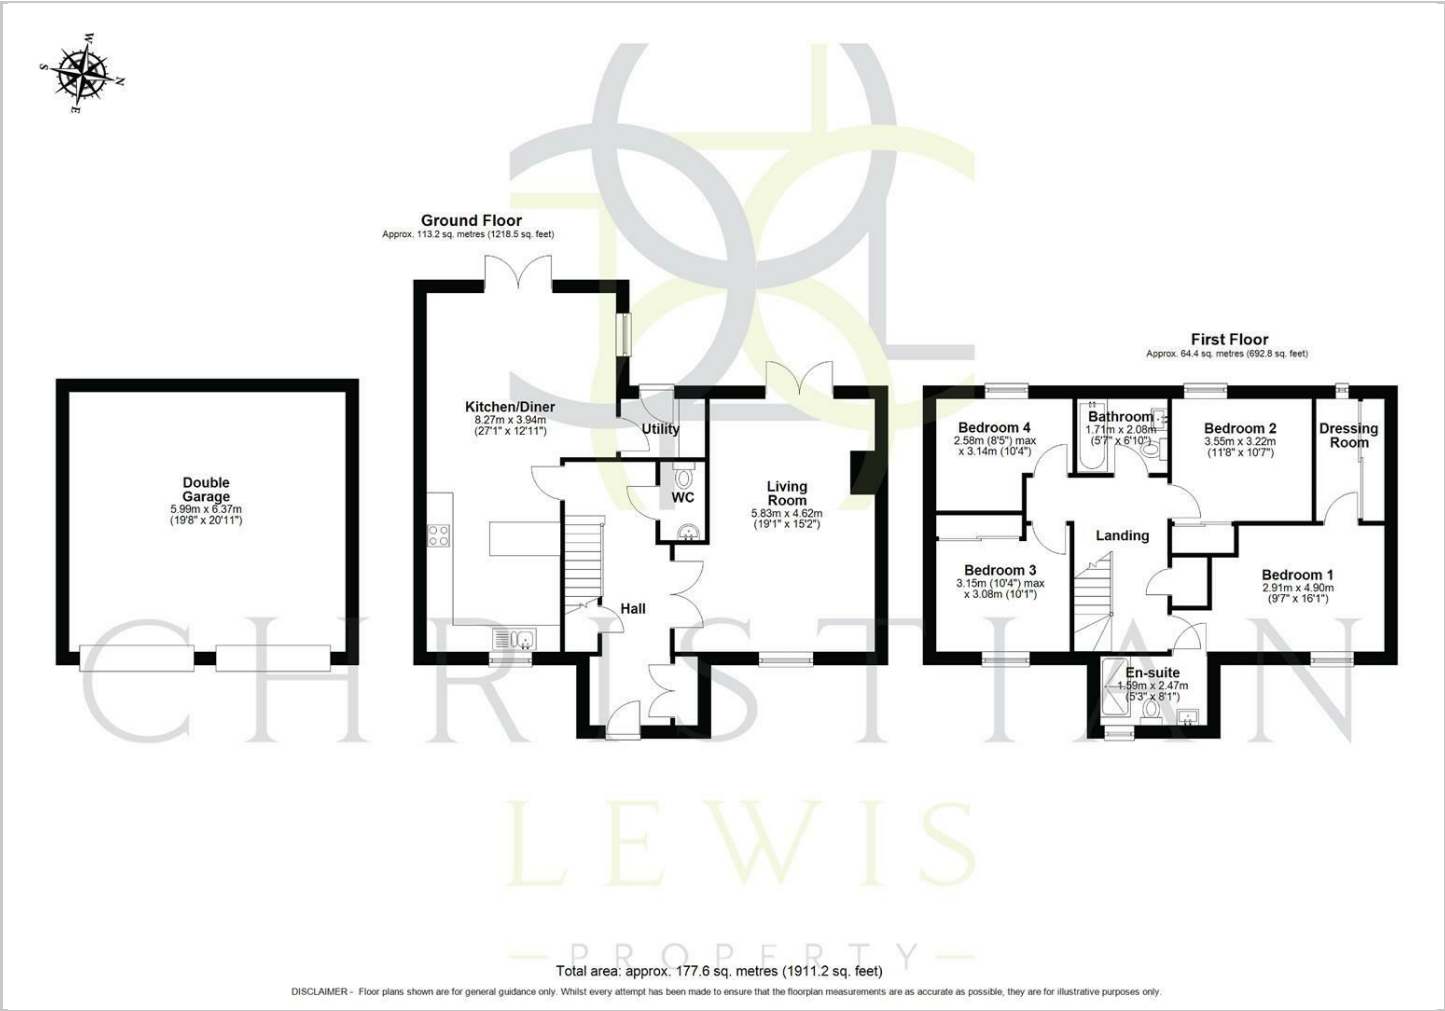 W
S
N
E
Ground Floor
Approx. 113.2 sq. metres (1218.5 sq. feet)
Kitchen/Diner
8.27m x 3.94m
(27'1" x 12'11")
Utility
WC
Living
Room
5.83m x 4.62m
(19'1" x 15'2")
Hall
Double
Garage
5.99m x 6.37m
(19'8" x 20'11")
First Floor
Approx. 64.4 sq. metres (692.8 sq. feet)
Bedroom 4
2.58m (8'5") max
x 3.14m (10'4")
Bathroom
1.71m x 2.08m
(5'7" x 6'10")
Bedroom 2
3.55m x 3.22m
(11'8" x 10'7")
Dressing
Room
Landing
Bedroom 3
3.15m (10'4") max
x 3.08m (10'1")
Bedroom 1
2.91m x 4.90m
(9'7" x 16'1")
En-suite
1.59m x 2.47m
(5'3" x 8'1")
CHRISTIAN
LEWIS
PROPERTY
Total area: approx. 177.6 sq. metres (1911.2 sq. feet)
DISCLAIMER - Floor plans shown are for general guidance only. Whilst every attempt has been made to ensure that the floorplan measurements are as accurate as possible, they are for illustrative purposes only.